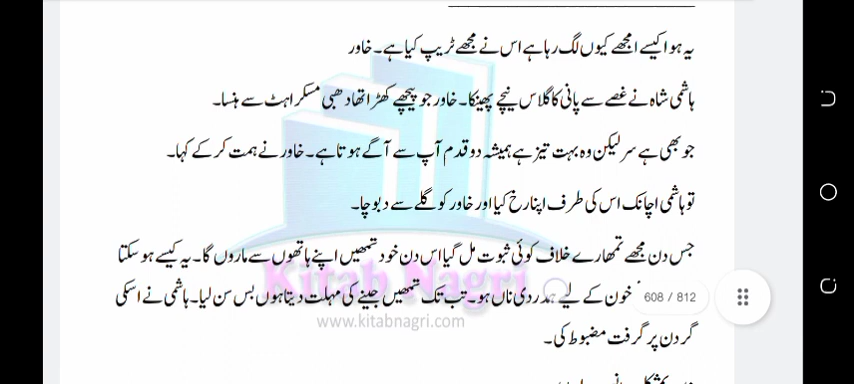 یہ ہوا کیسے! مجھے کیوں لگ رہا ہے اس نے مجھے ٹریپ کیا ہے۔ خاور
ہاشمی شاہ نے غصے سے پانی کا گلاس نیچے پھینکا۔ خاور جو پیچھے کھڑا تھا دھیمی مسکراہٹ سے ہنسا۔
جو بھی ہے سر لیکن وہ بہت تیز ہے ہمیشہ دو قدم آپ سے آگے ہوتا ہے۔ خاور نے ہمت کر کے کہا۔
تو ہاشمی اچانک اس کی طرف اپنا رخ کیا اور خاور کو گلے سے دبوچا۔
جس دن مجھے تمھارے خلاف کوئی ثبوت مل گیا اس دن خود تمھیں اپنے ہاتھوں سے ماروں گا۔ یہ کیسے ہو سکتا
خون کے لیے ہمدردی ناں ہو۔ تب تک تمھیں جینے کی مہلت دیتا ہوں بس سن لیا۔ ہاشمی نے اسکی
608 / 812
Kitab Nagri
www.kitabnagri.com
گردن پر گرفت مضبوط کی۔